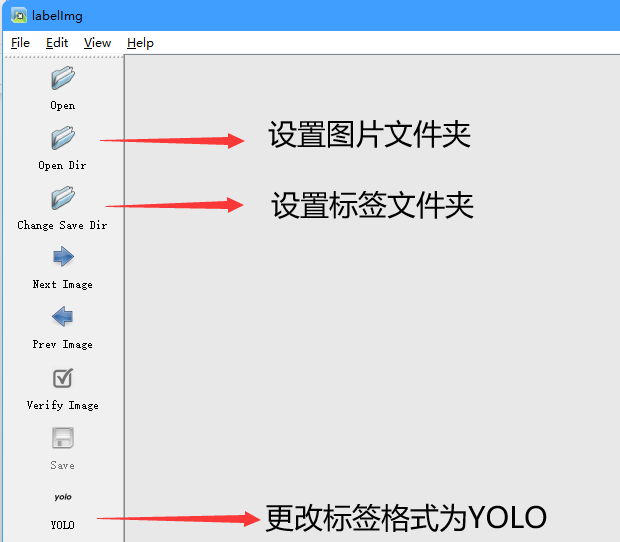 labelImg
File Edit View Help
Open
Open Dir
设置图片文件夹
Change Save Dir
设置标签文件夹
Next Image
Prev Image
Verify Image
Save
yolo
YOLO
更改标签格式为YOLO